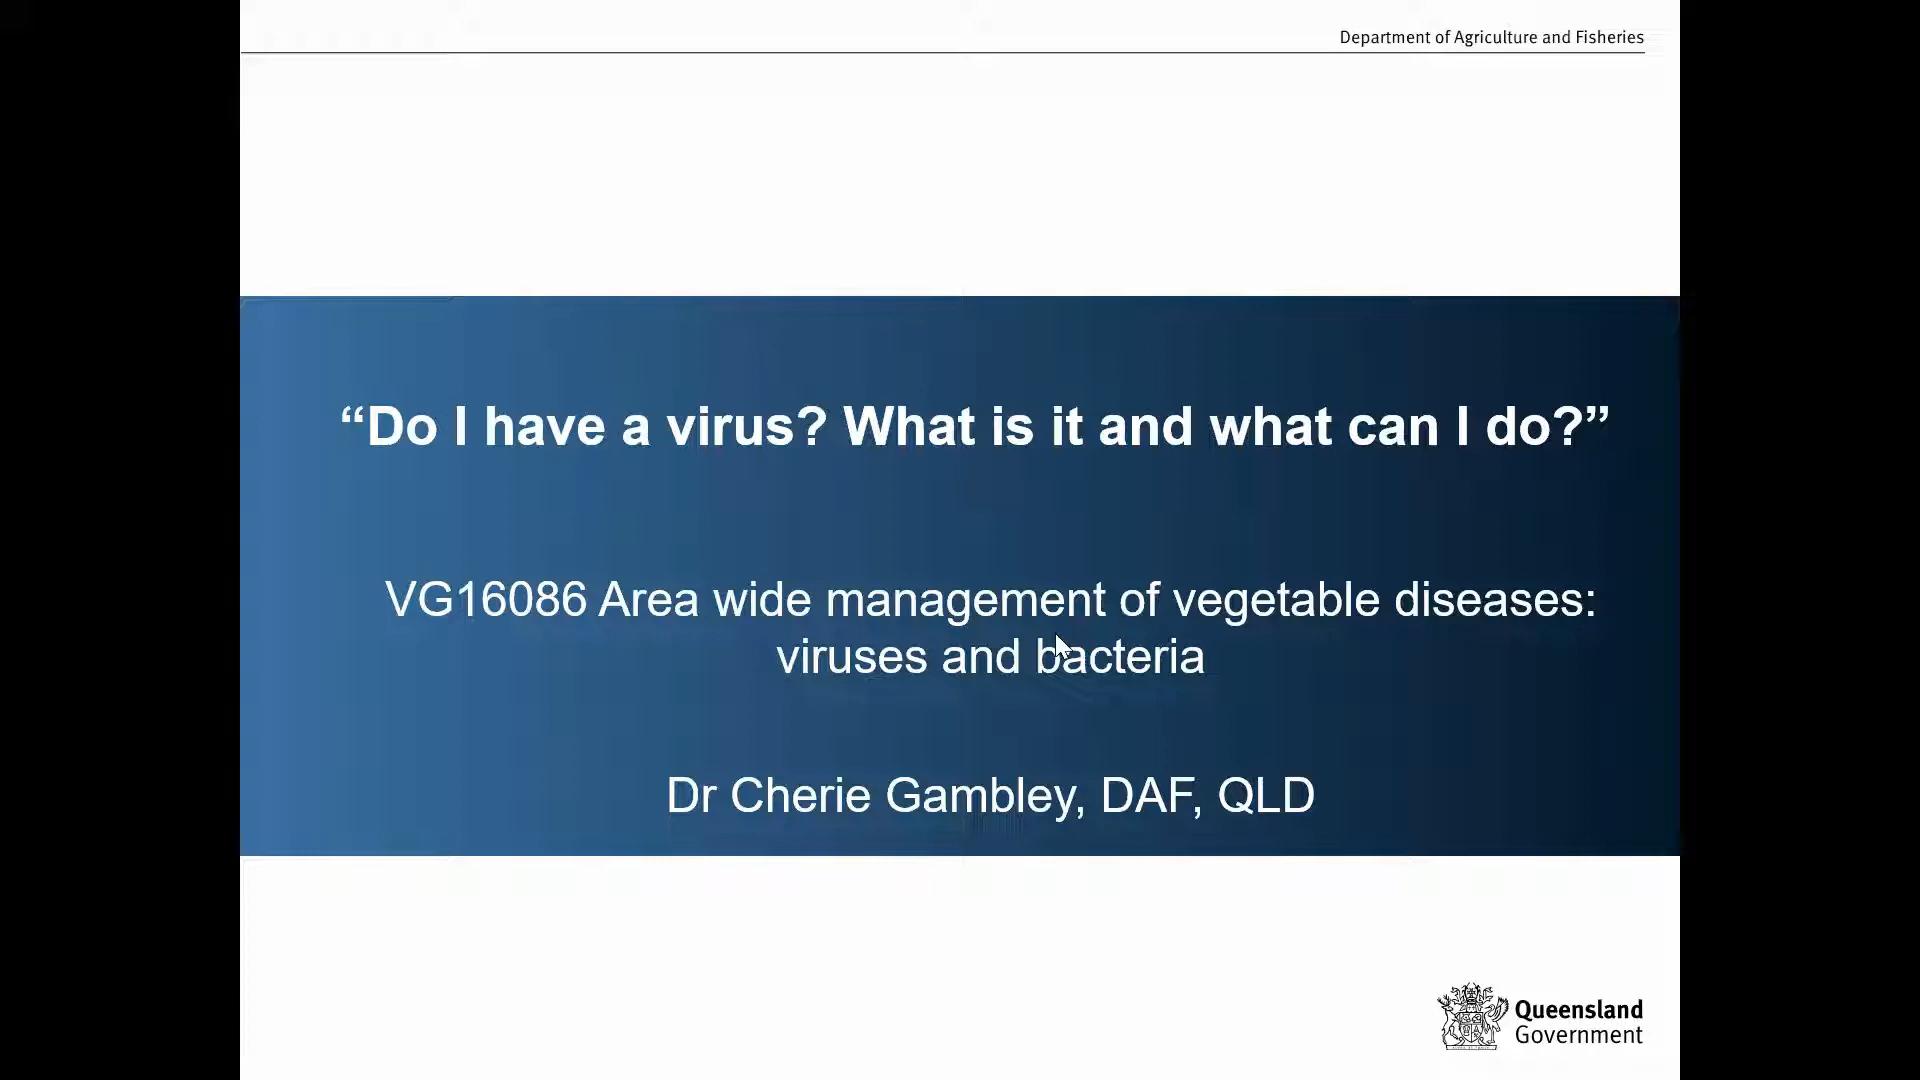 Department of Agriculture and Fisheries
“Do I have a virus? What is it and what can I do?”
VG16086 Area wide management of vegetable diseases:
viruses and bacteria
Dr Cherie Gambley, DAF, QLD
Queensland
Government